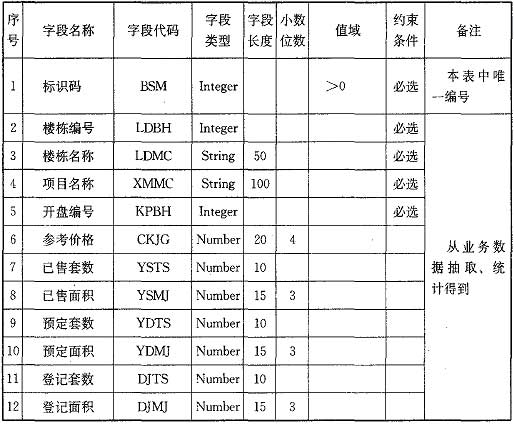 序号 字段名称 字段代码 字段类型 字段长度 小数位数 值域 约束条件 备注
1 标识码 BSM Integer >0 必选 本表中唯一编号
2 楼栋编号 LDBH Integer 必选 从业务数据抽取、统计得到
3 楼栋名称 LDMC String 50 必选
4 项目名称 XMMC String 100 必选
5 开盘编号 KPBH Integer 必选
6 参考价格 CKJG Number 20 4
7 已售套数 YSTS Number 10
8 已售面积 YSMJ Number 15 3
9 预定套数 YDTS Number 10
10 预定面积 YDMJ Number 15 3
11 登记套数 DJTS Number 10
12 登记面积 DJMJ Number 15 3